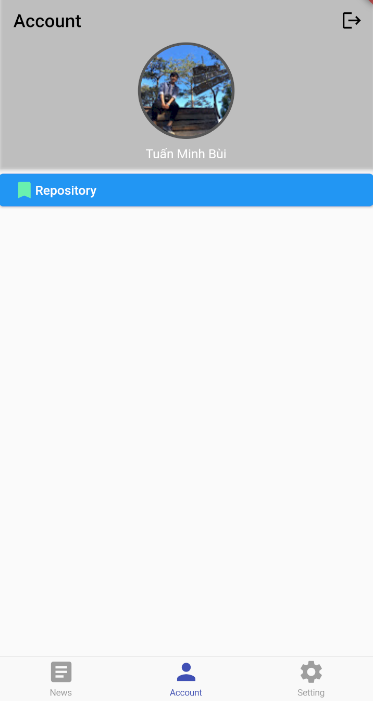 Account
Tuấn Minh Bùi
Repository
News
Account
Setting